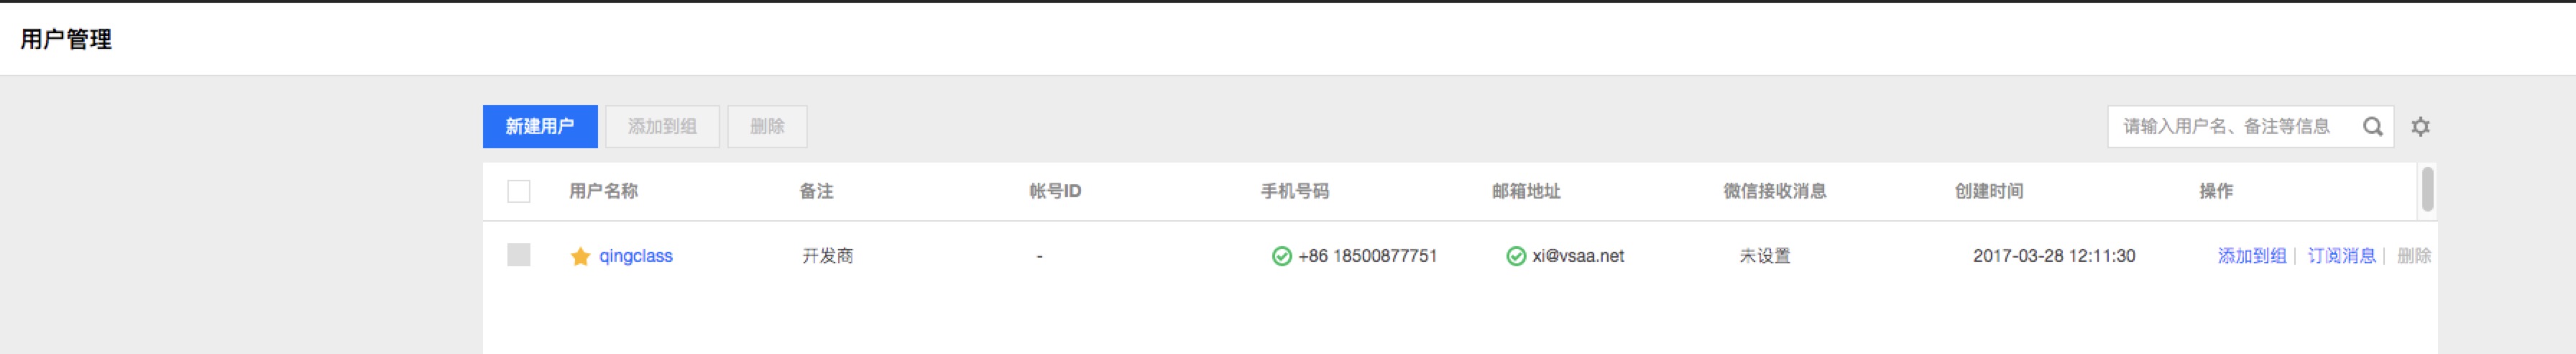 用户管理
新建用户 添加到组 删除 请输入用户名、备注等信息
用户名称 备注 帐号ID 手机号码 邮箱地址 微信接收消息 创建时间 操作
qingclass 开发商 - +86 18500877751 xi@vsaa.net 未设置 2017-03-28 12:11:30 添加到组 | 订阅消息 | 删除